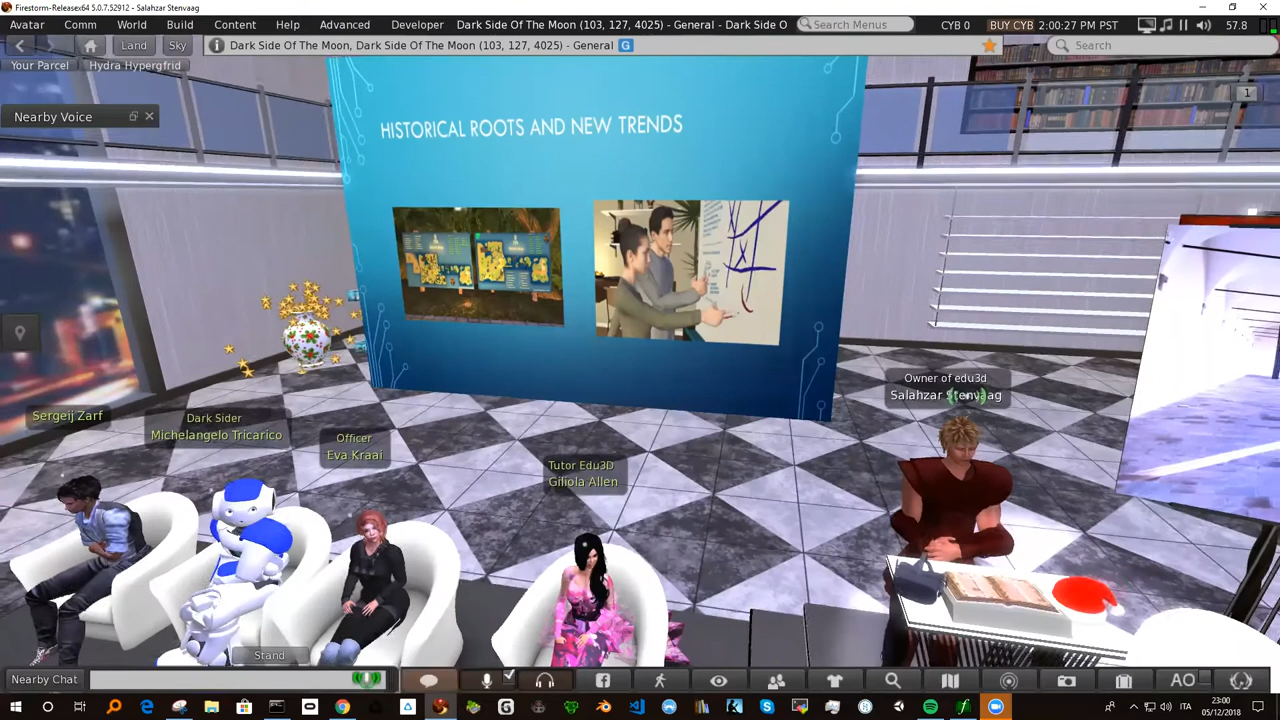 Firestorm-Releasex64 5.0.7.52912 - Salahzar Stenvaag
Avatar Comm World Build Content Help Advanced Developer Dark Side Of The Moon (103, 127, 4025) - General - Dark Side O Search Menus CYB 0 BUY CYB 2:00:27 PM PST 57.8
Land Sky Dark Side Of The Moon, Dark Side Of The Moon (103, 127, 4025) - General G Search
Your Parcel Hydra Hypergfrid
1
Nearby Voice
HISTORICAL ROOTS AND NEW TRENDS
Owner of edu3d
Salahzar Stenvaag
Sergeij Zarf
Dark Sider
Michelangelo Tricarico
Officer
Eva Kraai
Tutor Edu3D
Giliola Allen
Stand
Nearby Chat
AO
ITA
23:00
05/12/2018